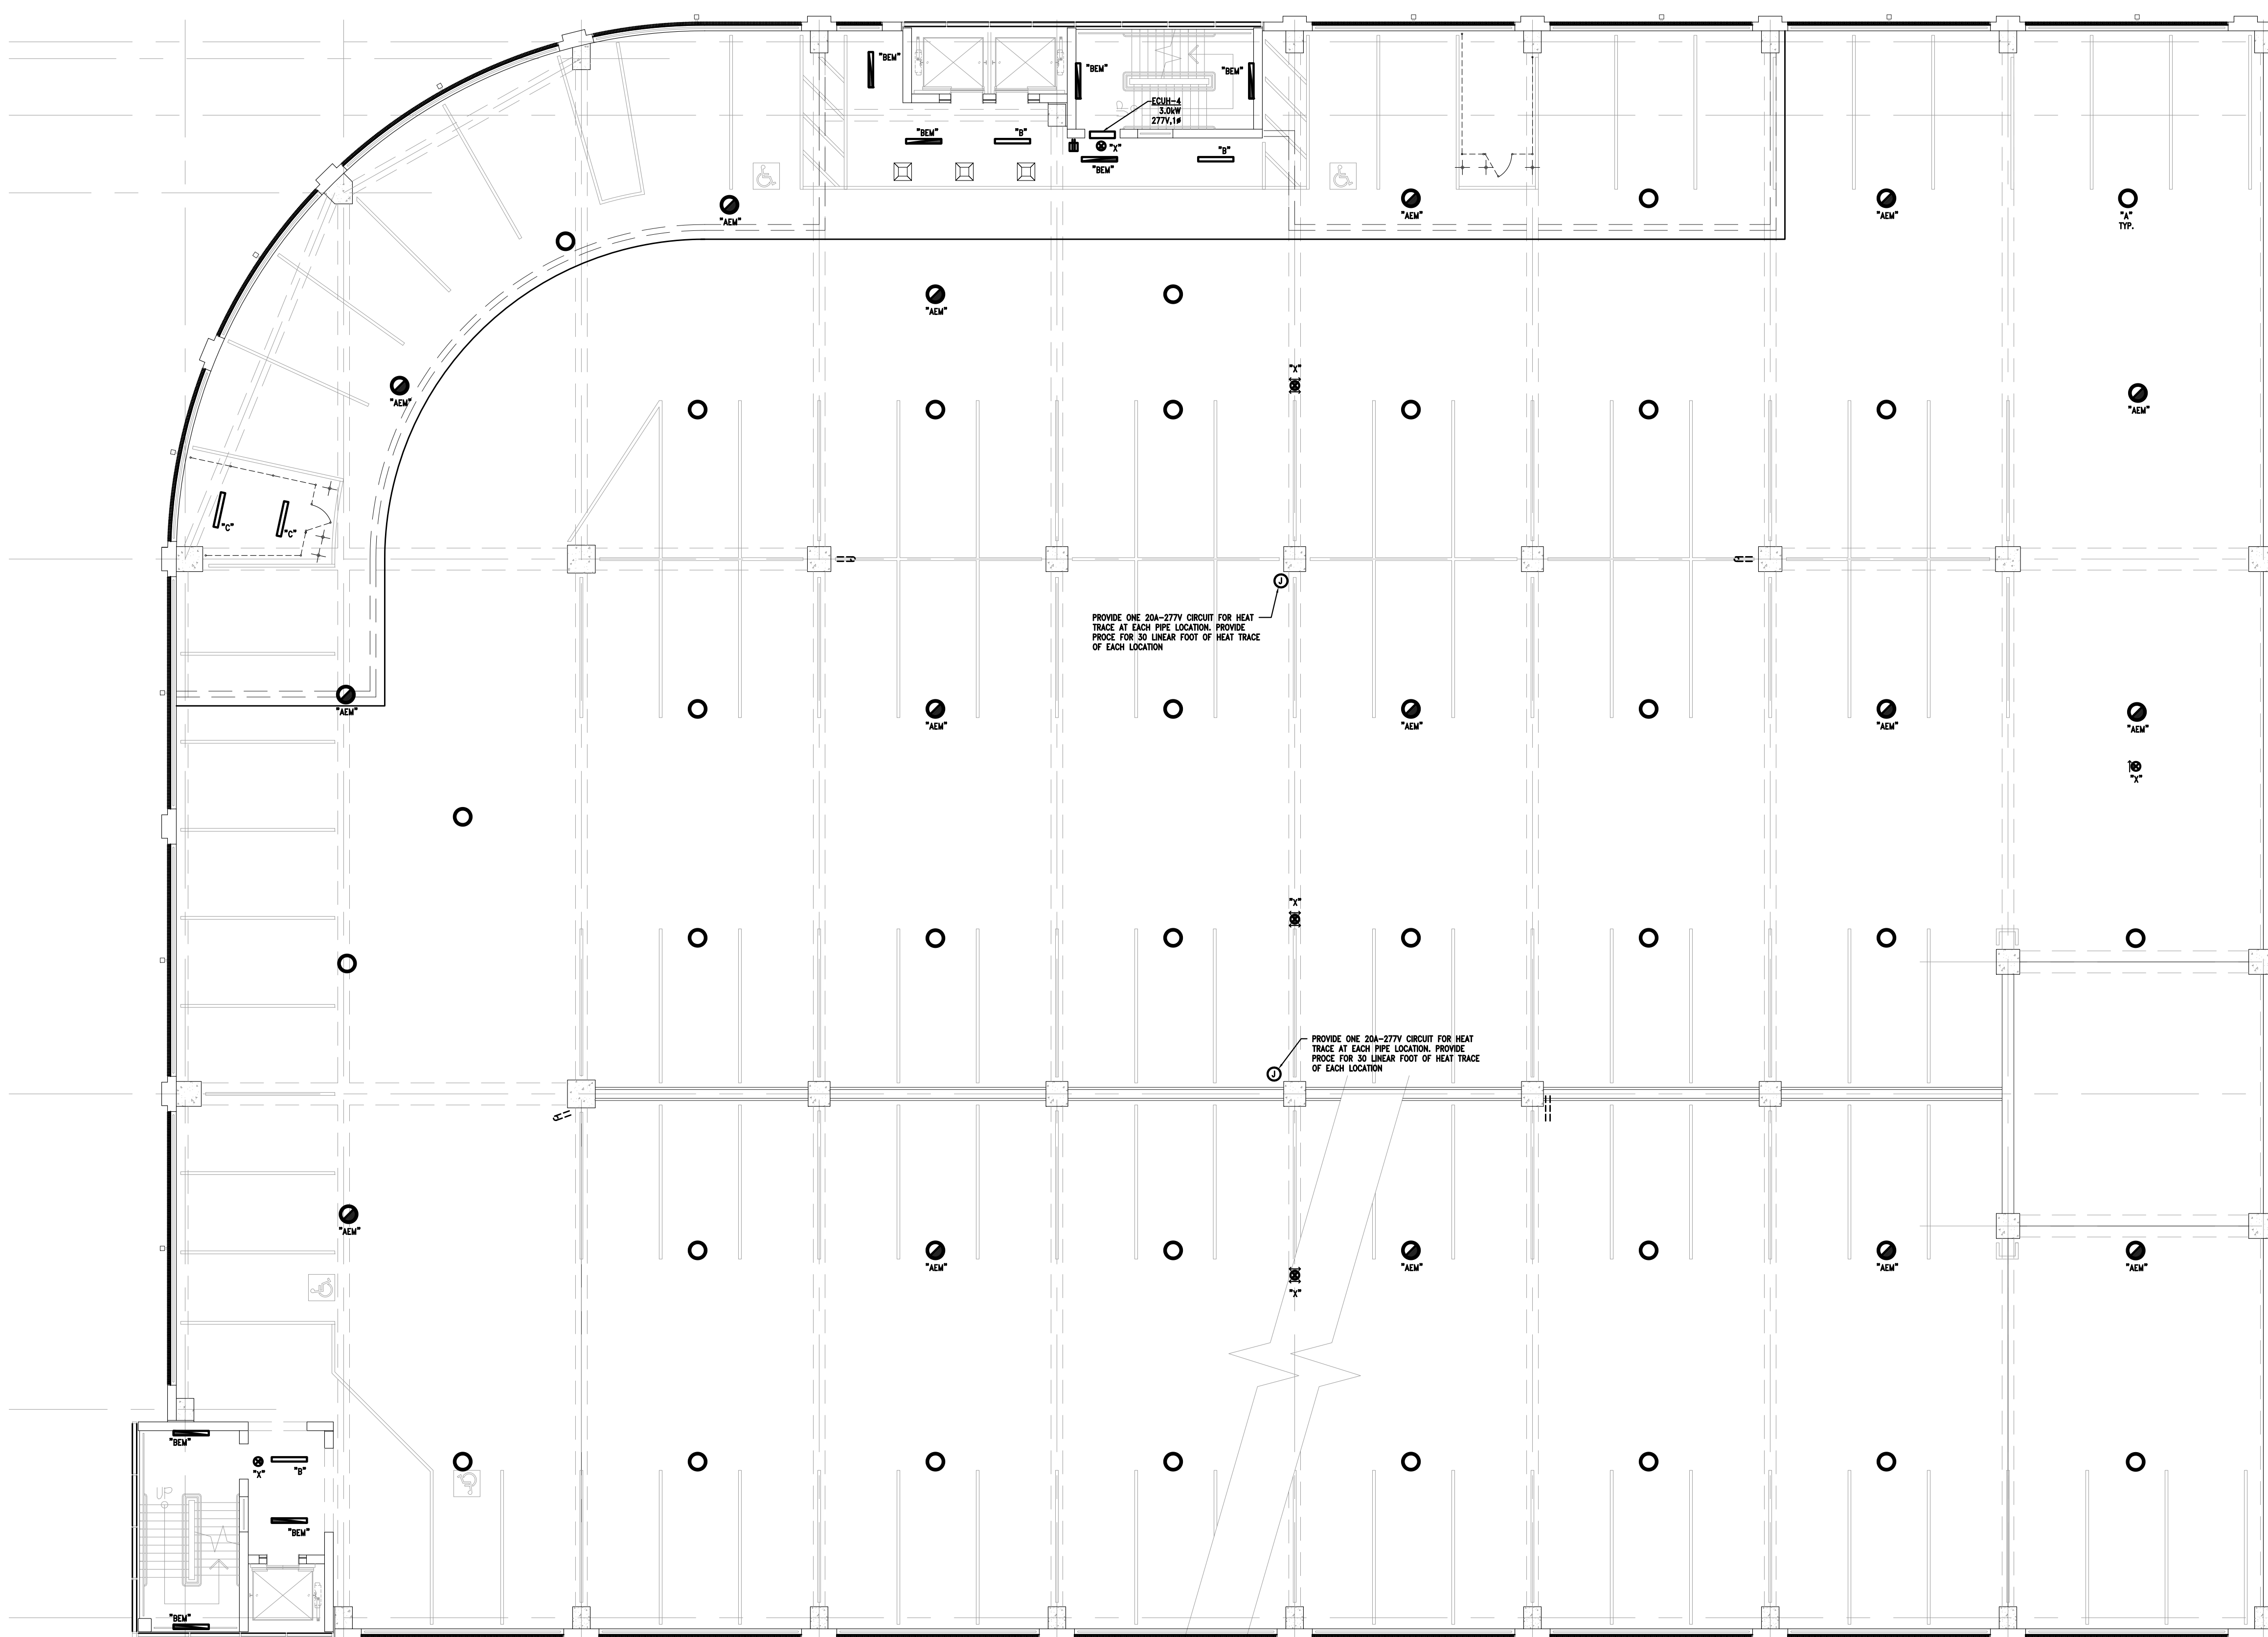 "BEM"
"BEM"
"BEM"
ECUH-4
3.0kW
277V,1ø
"BEM"
"B"
"X"
"B"
"BEM"
"AEM"
"AEM"
"AEM"
"A"
TYP.
"AEM"
"X"
"AEM"
"AEM"
"C"
"C"
J
PROVIDE ONE 20A-277V CIRCUIT FOR HEAT
TRACE AT EACH PIPE LOCATION. PROVIDE
PROCE FOR 30 LINEAR FOOT OF HEAT TRACE
OF EACH LOCATION
"AEM"
"AEM"
"AEM"
"AEM"
"AEM"
"X"
"X"
J
PROVIDE ONE 20A-277V CIRCUIT FOR HEAT
TRACE AT EACH PIPE LOCATION. PROVIDE
PROCE FOR 30 LINEAR FOOT OF HEAT TRACE
OF EACH LOCATION
"AEM"
"AEM"
"AEM"
"AEM"
"AEM"
"X"
"BEM"
"X"
"B"
UP
"BEM"
"BEM"